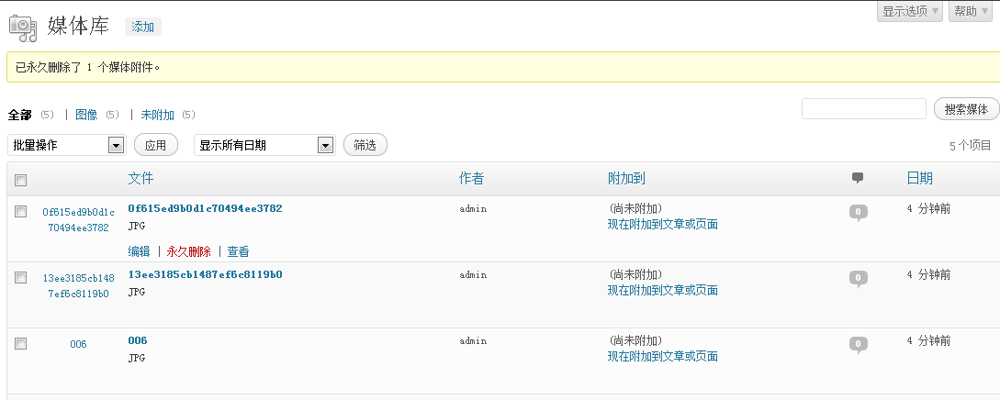 媒体库 添加 显示选项 帮助
已永久删除了 1 个媒体附件。
全部 (5) | 图像 (5) | 未附加 (5) 搜索媒体
批量操作 应用 显示所有日期 筛选 5 个项目
文件 作者 附加到 日期
0f615ed9b0d1c 0f615ed9b0d1c70494ee3782 admin (尚未附加) 0 4 分钟前
70494ee3782 JPG 现在附加到文章或页面
编辑 | 永久删除 | 查看
13ee3185cb148 13ee3185cb1487ef6c8119b0 admin (尚未附加) 0 4 分钟前
7ef6c8119b0 JPG 现在附加到文章或页面
006 006 admin (尚未附加) 0 4 分钟前
JPG 现在附加到文章或页面